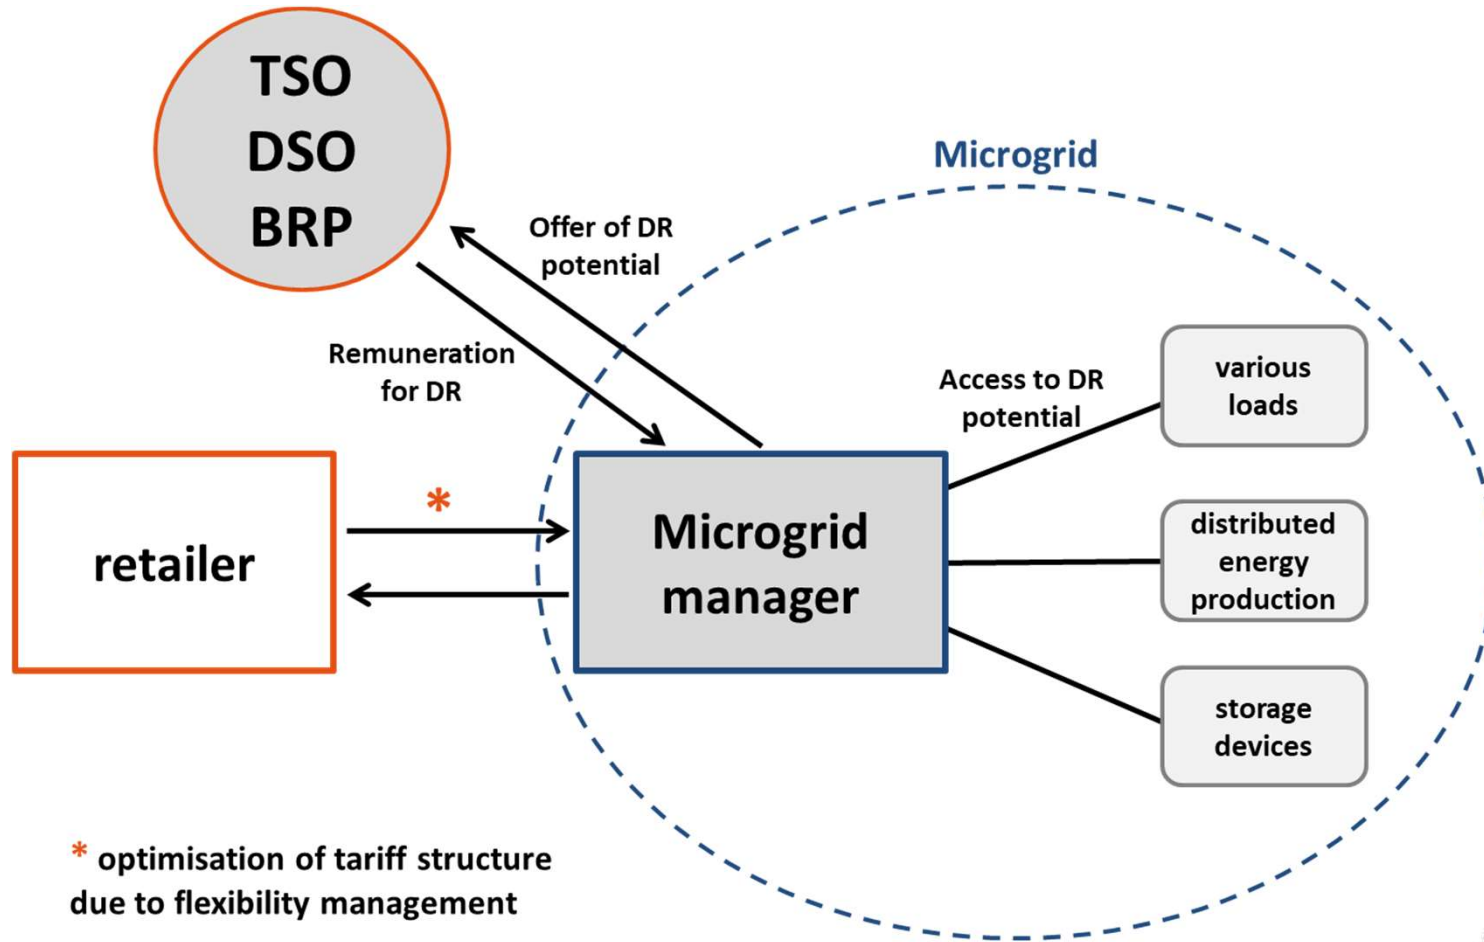 TSO
DSO
BRP
Microgrid
Offer of DR
potential
Remuneration
for DR
Access to DR
potential
various
loads
*
retailer
Microgrid
manager
distributed
energy
production
storage
devices
* optimisation of tariff structure
due to flexibility management